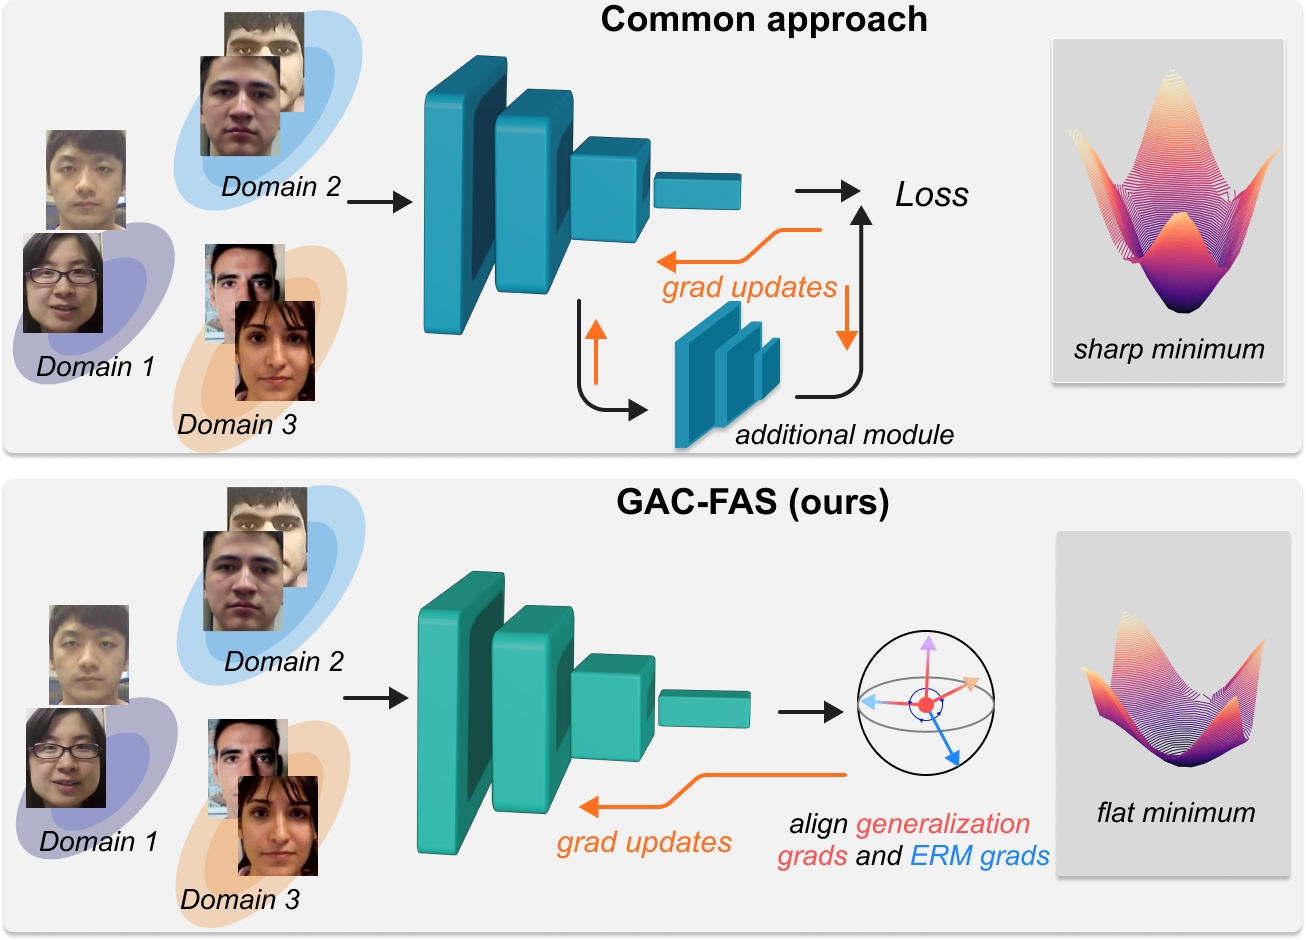 Common approach
Domain 2
Loss
grad updates
sharp minimum
Domain 1
Domain 3
additional module
GAC-FAS (ours)
Domain 2
flat minimum
align generalization
grads and ERM grads
grad updates
Domain 1
Domain 3